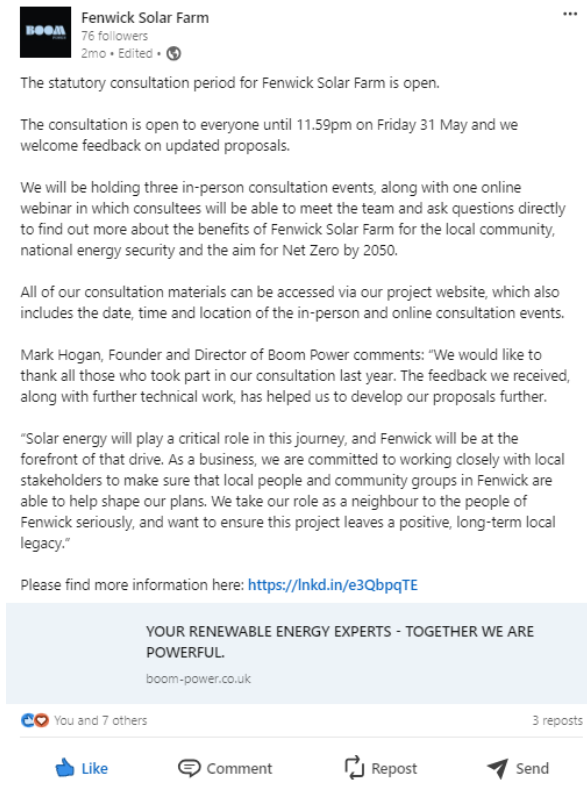 BOOM
POWER
Fenwick Solar Farm
76 followers
2mo • Edited •
The statutory consultation period for Fenwick Solar Farm is open.
The consultation is open to everyone until 11.59pm on Friday 31 May and we
welcome feedback on updated proposals.
We will be holding three in-person consultation events, along with one online
webinar in which consultees will be able to meet the team and ask questions directly
to find out more about the benefits of Fenwick Solar Farm for the local community,
national energy security and the aim for Net Zero by 2050.
All of our consultation materials can be accessed via our project website, which also
includes the date, time and location of the in-person and online consultation events.
Mark Hogan, Founder and Director of Boom Power comments: “We would like to
thank all those who took part in our consultation last year. The feedback we received,
along with further technical work, has helped us to develop our proposals further.
“Solar energy will play a critical role in this journey, and Fenwick will be at the
forefront of that drive. As a business, we are committed to working closely with local
stakeholders to make sure that local people and community groups in Fenwick are
able to help shape our plans. We take our role as a neighbour to the people of
Fenwick seriously, and want to ensure this project leaves a positive, long-term local
legacy.”
Please find more information here: https://lnkd.in/e3QbpqTE
YOUR RENEWABLE ENERGY EXPERTS - TOGETHER WE ARE
POWERFUL.
boom-power.co.uk
You and 7 others
3 reposts
Like
Comment
Repost
Send